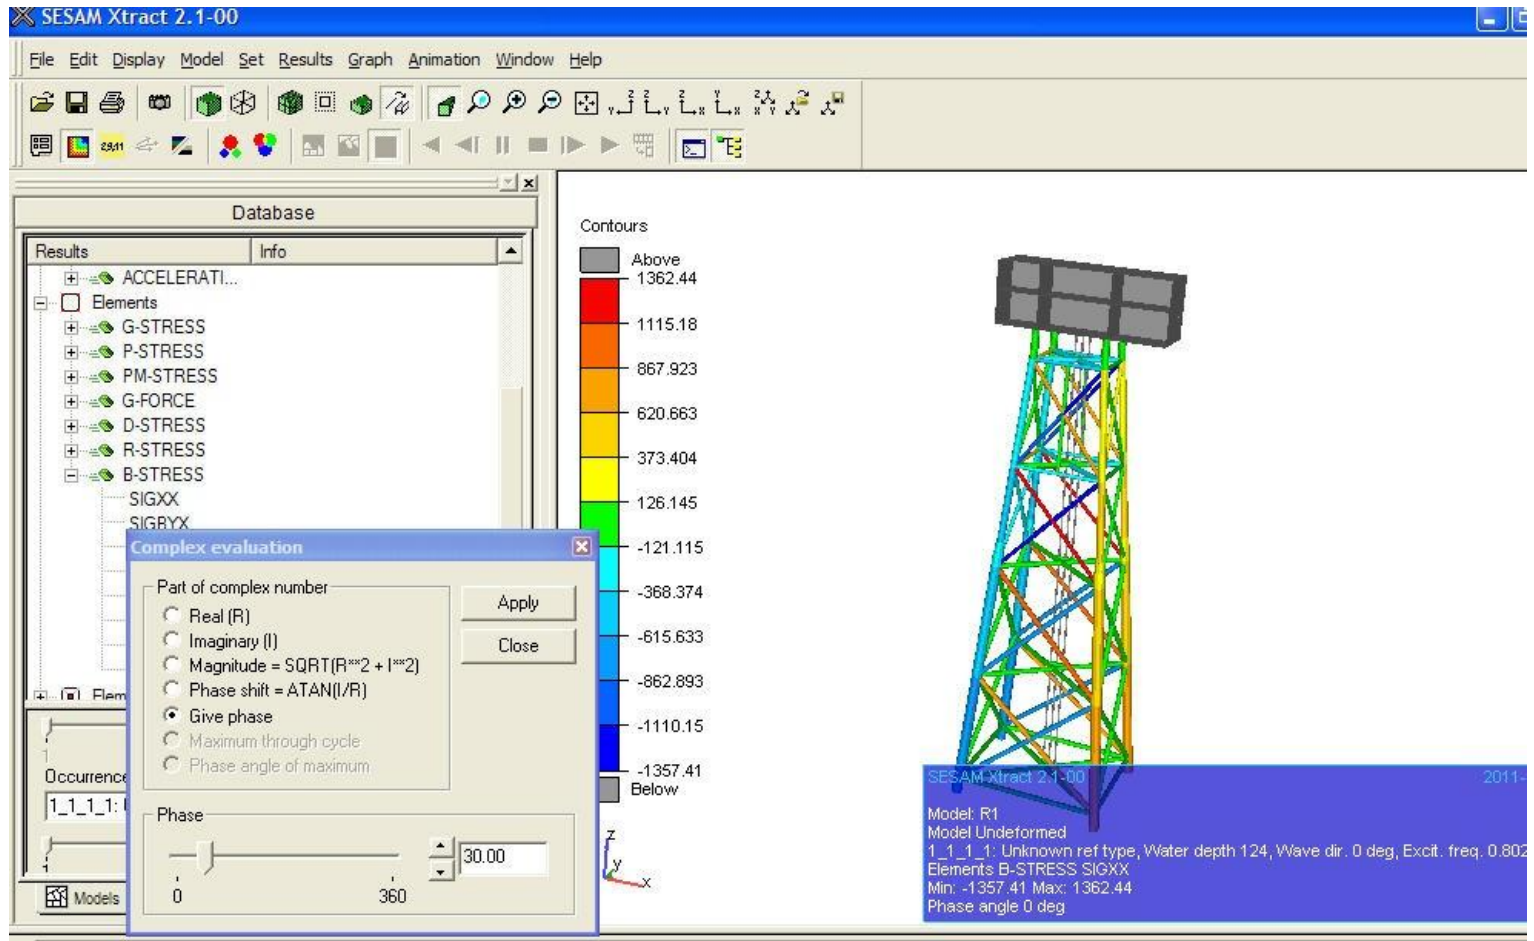 SESAM Xtract 2.1-00
File Edit Display Model Set Results Graph Animation Window Help
Database
Results Info
ACCELERATI...
Elements
G-STRESS
P-STRESS
PM-STRESS
G-FORCE
D-STRESS
R-STRESS
B-STRESS
SIGXX
SIGBYX
Elem
1
Occurrence
1_1_1_1:
1
Models
Complex evaluation
Part of complex number
Real (R)
Imaginary (I)
Magnitude = SQRT(R**2 + I**2)
Phase shift = ATAN(I/R)
Give phase
Maximum through cycle
Phase angle of maximum
Apply
Close
Phase
30.00
0 360
Contours
Above
1362.44
1115.18
867.923
620.663
373.404
126.145
-121.115
-368.374
-615.633
-862.893
-1110.15
-1357.41
Below
z
y
x
SESAM Xtract 2.1-00 2011-
Model: R1
Model Undeformed
1_1_1_1: Unknown ref type, Water depth 124, Wave dir. 0 deg, Excit. freq. 0.802
Elements B-STRESS SIGXX
Min: -1357.41 Max: 1362.44
Phase angle 0 deg